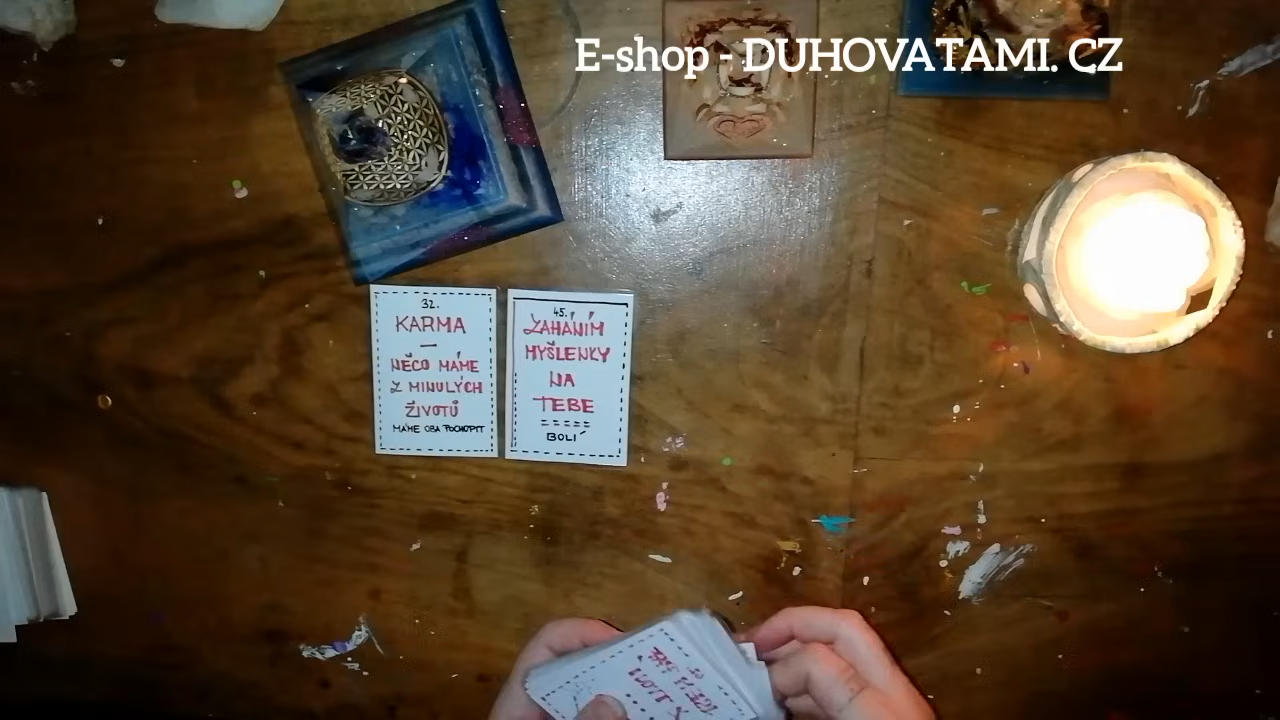 E-shop - DUHOVATAMI. CZ
32.
KARMA
–
NĚCO MÁME
Z MINULÝCH
ŽIVOTŮ
MÁME OBA POCHOPIT
45.
ZAHÁNÍM
MYŠLENKY
NA
TEBE
BOLÍ